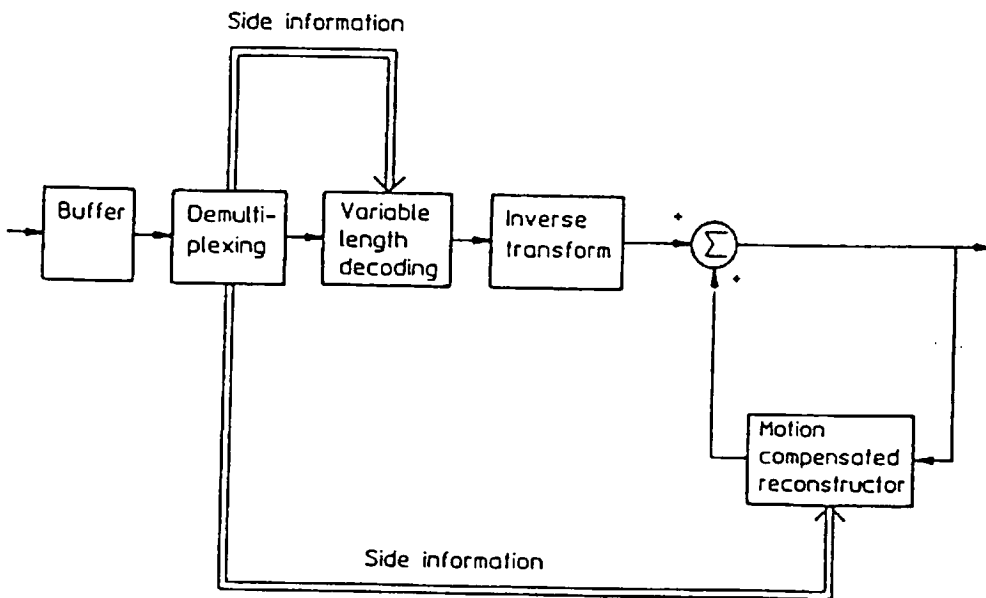 Side information
Buffer
Demulti-
plexing
Variable
length
decoding
Inverse
transform
+
Σ
+
Motion
compensated
reconstructor
Side information